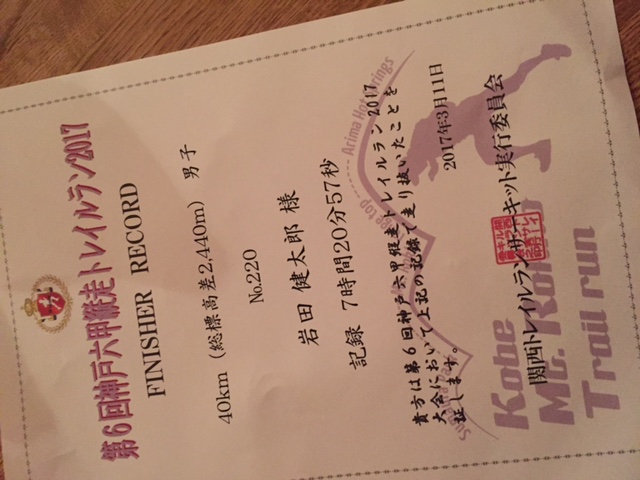 第6回神戸六甲縦走トレイルラン2017
FINISHER RECORD
40km（総標高差2,440m） 男子
№220
岩田 健太郎 様
記録 7時間20分57秒
貴方は第6回神戸六甲縦走トレイルラン2017
大会において上記の記録で走り抜いたことを
証します。
2017年3月11日
関西トレイルランサーキット実行委員会
Arima Hot Springs
Kobe
Mt. Rokko
Trail run